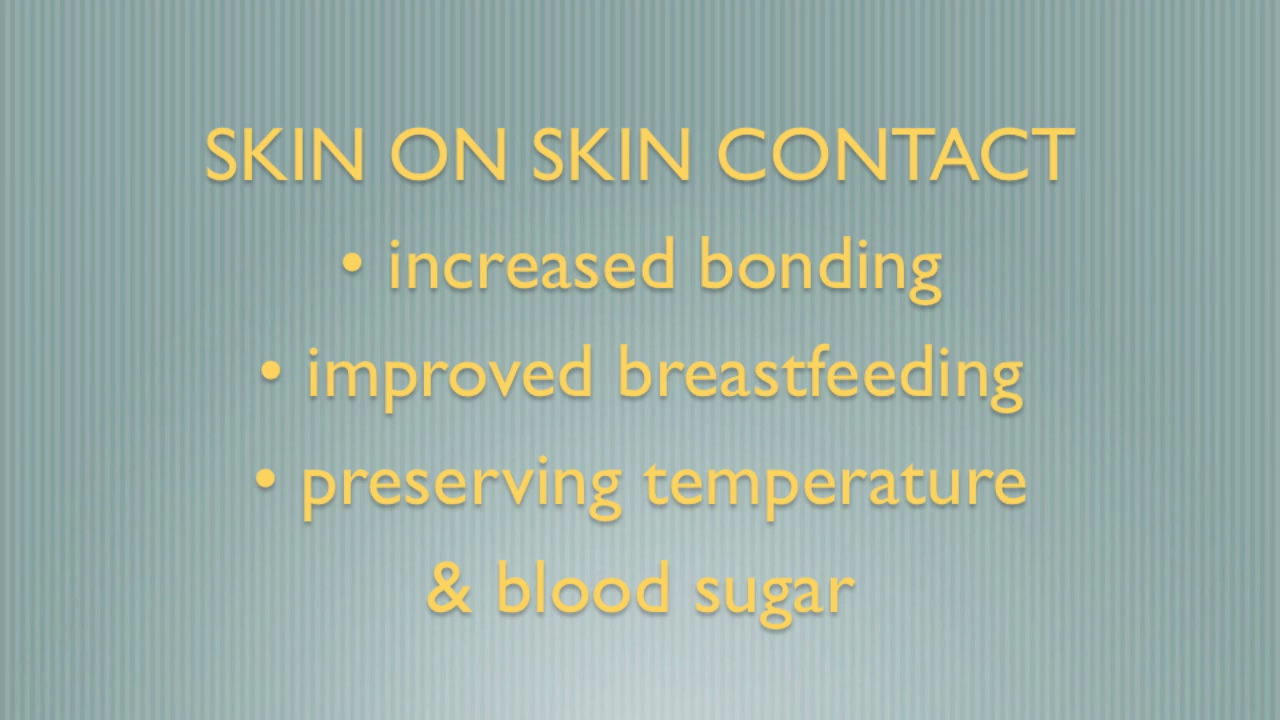 SKIN ON SKIN CONTACT
• increased bonding
• improved breastfeeding
• preserving temperature
& blood sugar